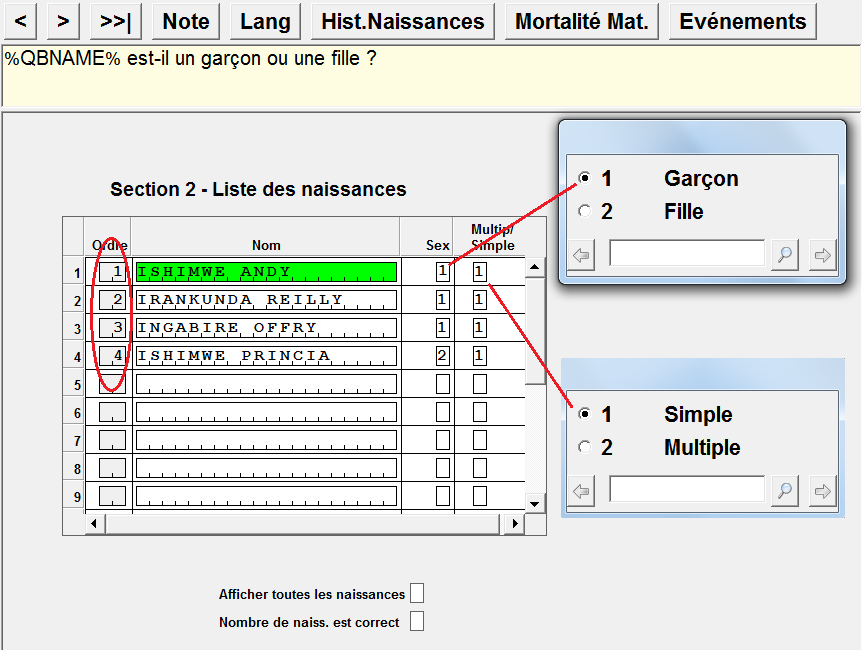 < > >>| Note Lang Hist.Naissances Mortalité Mat. Evénements
%QBNAME% est-il un garçon ou une fille ?
1 Garçon
2 Fille
Section 2 - Liste des naissances
Ordre Nom Sex Multip/ Simple
1 1 ISHIMWE ANDY 1 1
2 2 IRANKUNDA REILLY 1 1
3 3 INGABIRE OFFRY 1 1
4 4 ISHIMWE PRINCIA 2 1
5
6
7
8
9
1 Simple
2 Multiple
Afficher toutes les naissances
Nombre de naiss. est correct